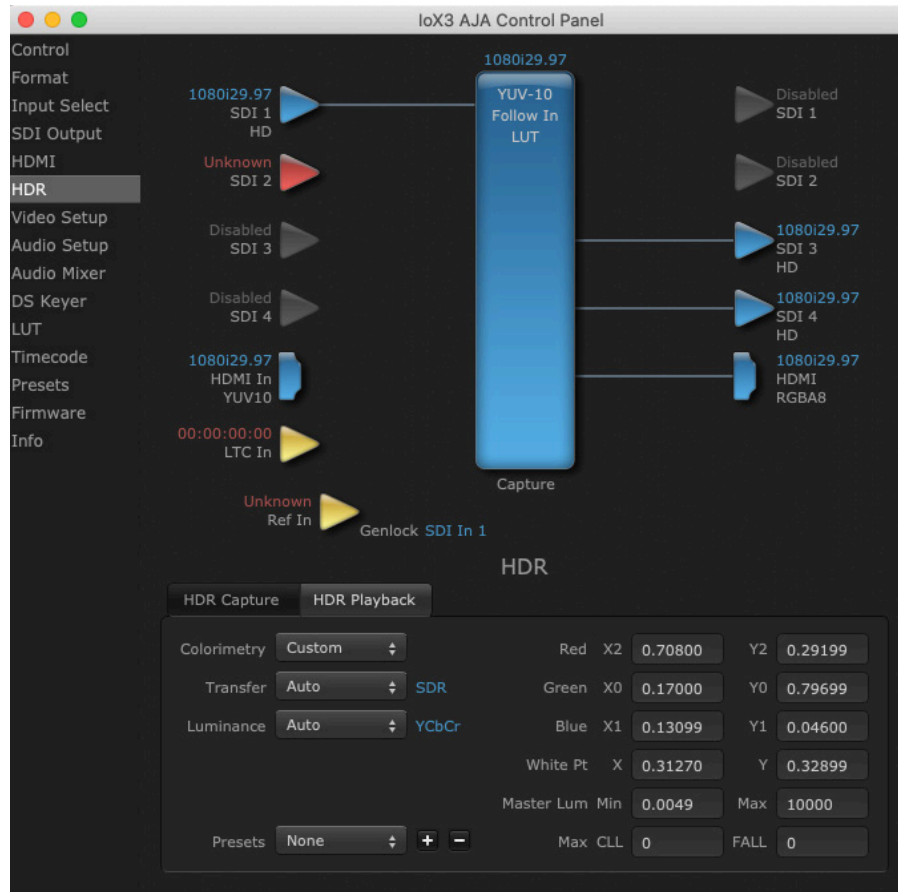 IoX3 AJA Control Panel
Control
Format
Input Select
SDI Output
HDMI
HDR
Video Setup
Audio Setup
Audio Mixer
DS Keyer
LUT
Timecode
Presets
Firmware
Info
1080i29.97
YUV-10
Follow In
LUT
Capture
1080i29.97
SDI 1
HD
Unknown
SDI 2
Disabled
SDI 3
Disabled
SDI 4
1080i29.97
HDMI In
YUV10
00:00:00:00
LTC In
Unknown
Ref In
Genlock SDI In 1
Disabled
SDI 1
Disabled
SDI 2
1080i29.97
SDI 3
HD
1080i29.97
SDI 4
HD
1080i29.97
HDMI
RGBA8
HDR
HDR Capture HDR Playback
Colorimetry Custom Red X2 0.70800 Y2 0.29199
Transfer Auto SDR Green X0 0.17000 Y0 0.79699
Luminance Auto YCbCr Blue X1 0.13099 Y1 0.04600
White Pt X 0.31270 Y 0.32899
Master Lum Min 0.0049 Max 10000
Presets None + - Max CLL 0 FALL 0